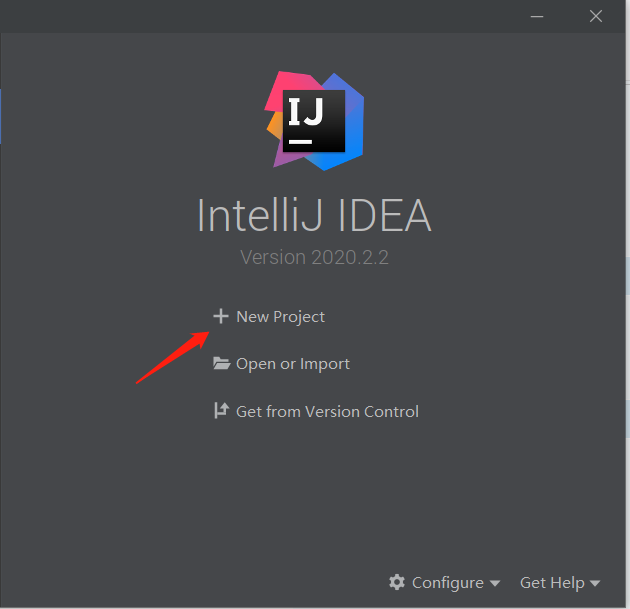 IJ
IntelliJ IDEA
Version 2020.2.2
New Project
Open or Import
Get from Version Control
Configure Get Help